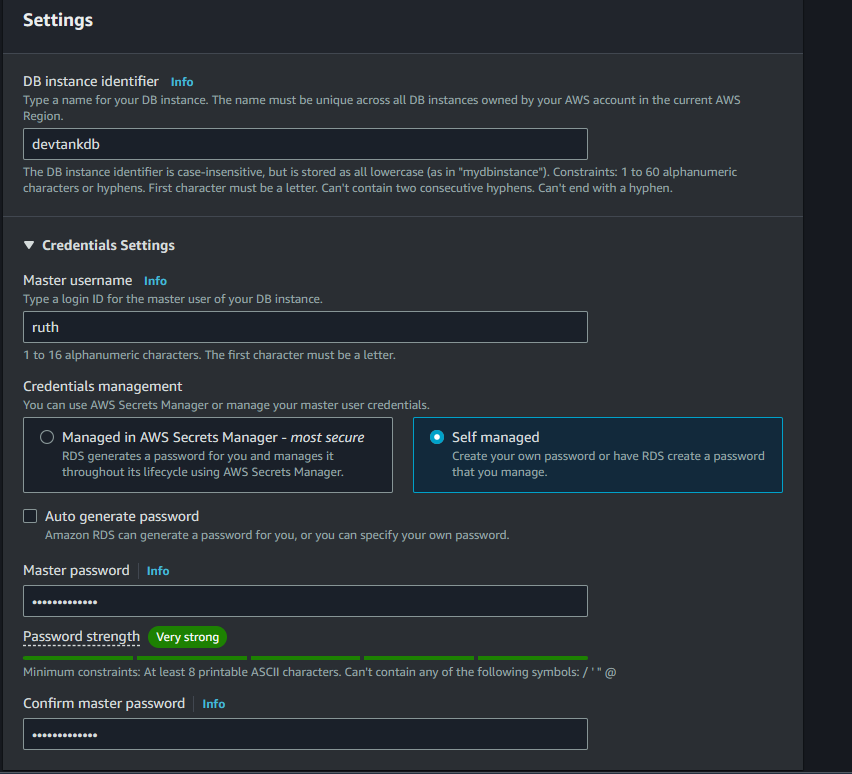 Settings
DB instance identifier Info
Type a name for your DB instance. The name must be unique across all DB instances owned by your AWS account in the current AWS
Region.
devtankdb
The DB instance identifier is case-insensitive, but is stored as all lowercase (as in "mydbinstance"). Constraints: 1 to 60 alphanumeric
characters or hyphens. First character must be a letter. Can't contain two consecutive hyphens. Can't end with a hyphen.
Credentials Settings
Master username Info
Type a login ID for the master user of your DB instance.
ruth
1 to 16 alphanumeric characters. The first character must be a letter.
Credentials management
You can use AWS Secrets Manager or manage your master user credentials.
Managed in AWS Secrets Manager - most secure
RDS generates a password for you and manages it
throughout its lifecycle using AWS Secrets Manager.
Self managed
Create your own password or have RDS create a password
that you manage.
Auto generate password
Amazon RDS can generate a password for you, or you can specify your own password.
Master password Info
•••••••••••••
Password strength Very strong
Minimum constraints: At least 8 printable ASCII characters. Can't contain any of the following symbols: / ' " @
Confirm master password Info
•••••••••••••